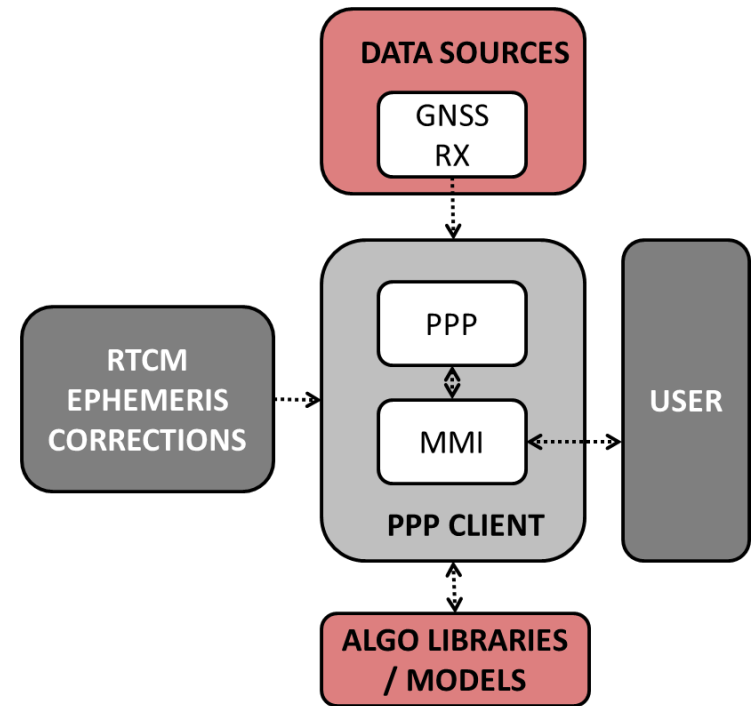 DATA SOURCES
GNSS
RX
PPP
MMI
PPP CLIENT
RTCM
EPHEMERIS
CORRECTIONS
USER
ALGO LIBRARIES
/ MODELS